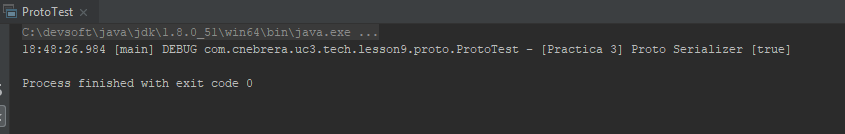 ProtoTest ×
C:\devsoft\java\jdk\1.8.0_51\win64\bin\java.exe ...
18:48:26.984 [main] DEBUG com.cnebrera.uc3.tech.lesson9.proto.ProtoTest - [Practica 3] Proto Serializer [true]
Process finished with exit code 0